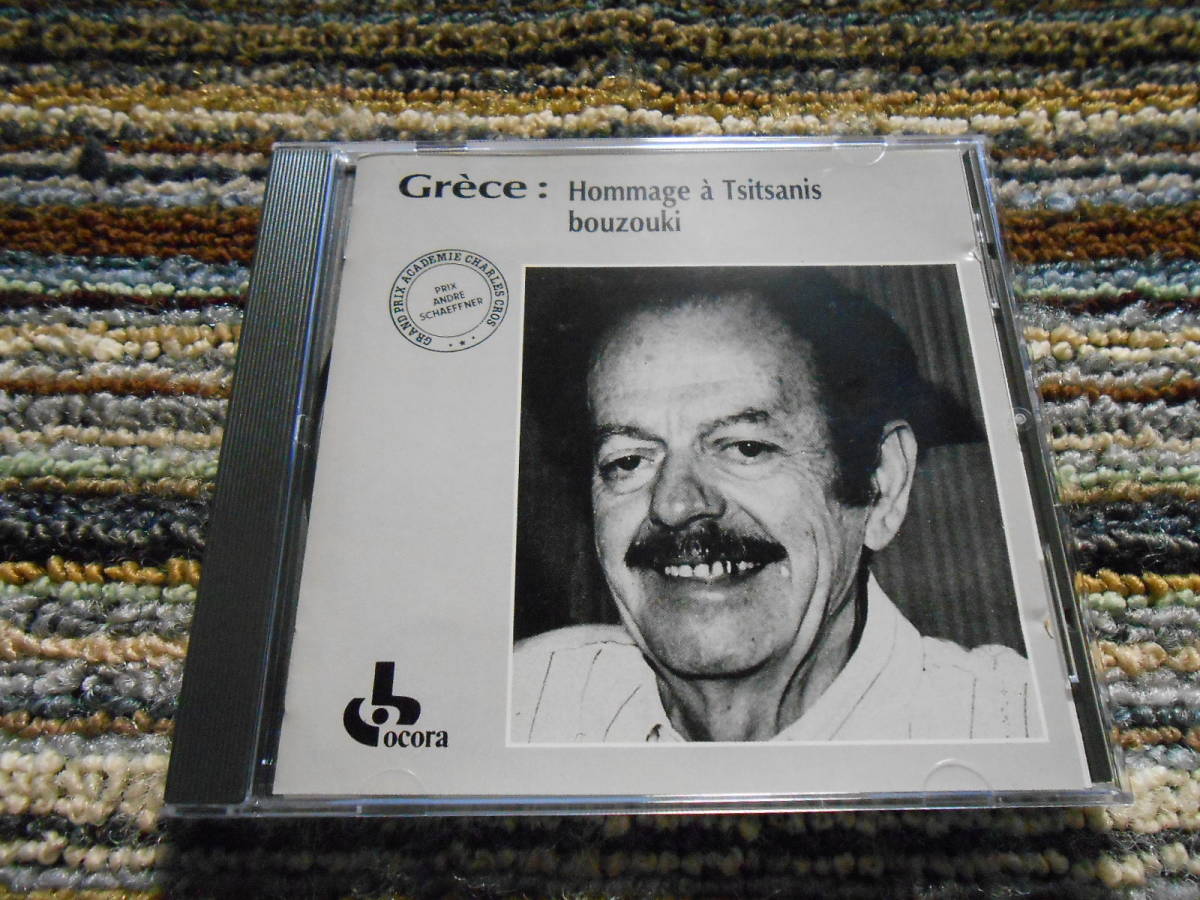 Grèce : Hommage à Tsitsanis
bouzouki
GRAND PRIX ACADEMIE CHARLES CROS
PRIX
ANDRE
SCHAEFFNER
ocora